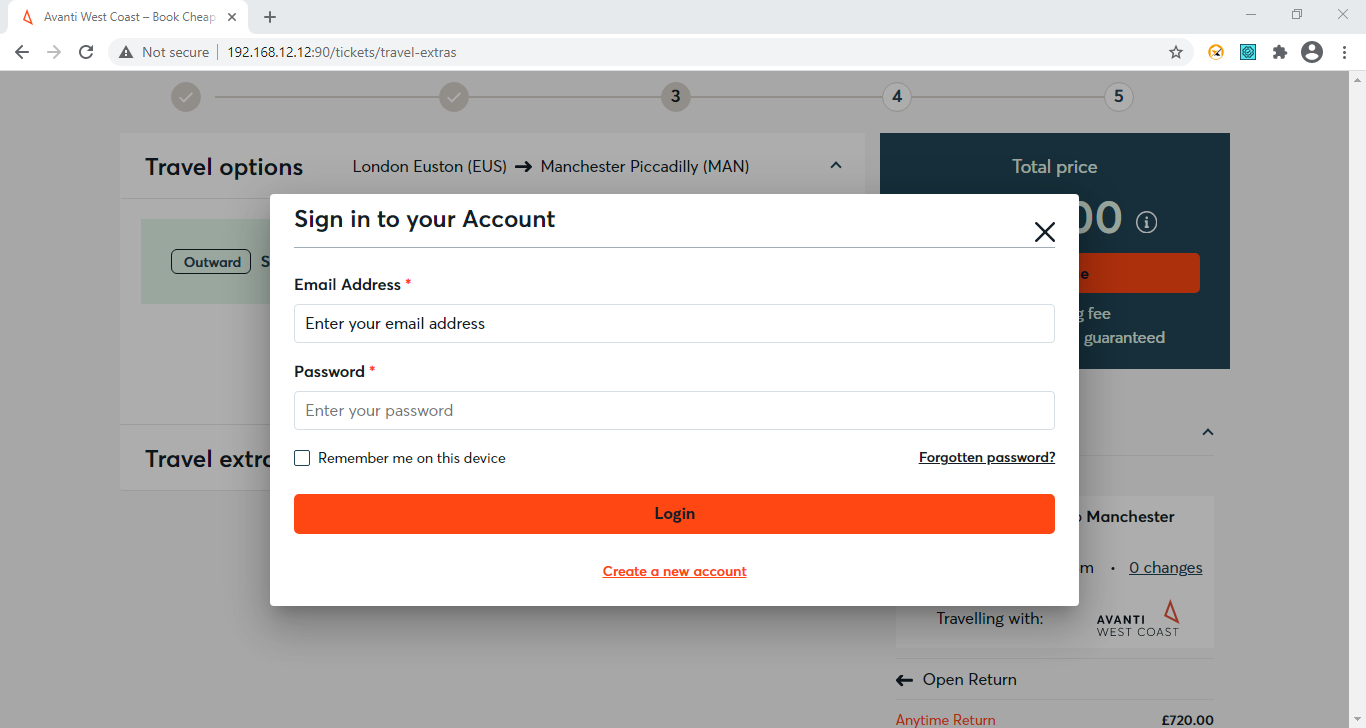 Avanti West Coast – Book Cheap
Not secure
192.168.12.12:90/tickets/travel-extras
3
4
5
Travel options
London Euston (EUS) → Manchester Piccadilly (MAN)
Total price
00
Outward
Sign in to your Account
Email Address *
Enter your email address
Password *
Enter your password
Remember me on this device
Forgotten password?
Login
Create a new account
fee
guaranteed
Travel extra
Manchester
0 changes
Travelling with:
AVANTI
WEST COAST
← Open Return
Anytime Return
£720.00